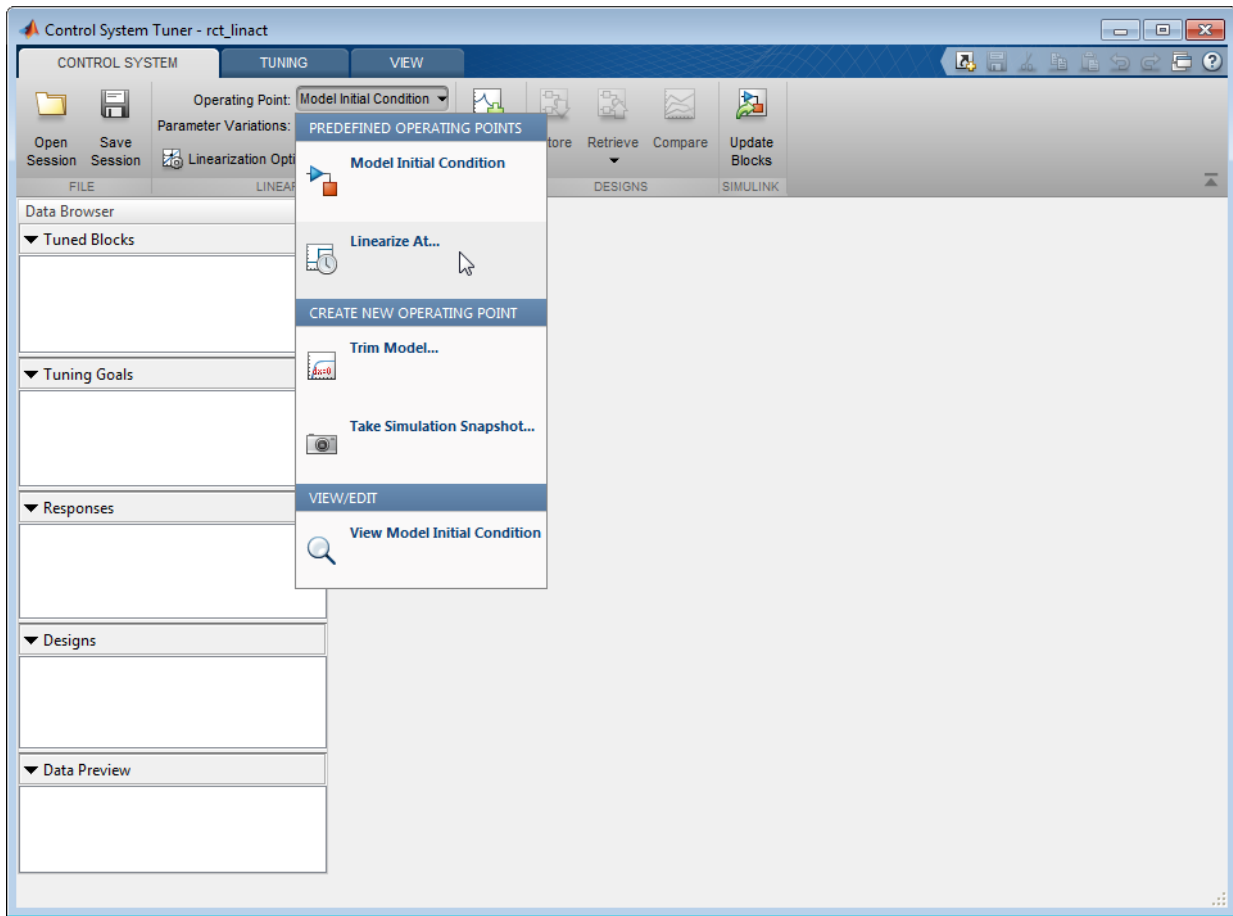 Control System Tuner - rct_linact
CONTROL SYSTEM
TUNING
VIEW
Open Session
Save Session
FILE
Operating Point: Model Initial Condition
Parameter Variations:
Linearization Opti
LINEAR
tore
Retrieve
Compare
DESIGNS
Update Blocks
SIMULINK
PREDEFINED OPERATING POINTS
Model Initial Condition
Linearize At...
CREATE NEW OPERATING POINT
Trim Model...
dx=0
Take Simulation Snapshot...
VIEW/EDIT
View Model Initial Condition
Data Browser
Tuned Blocks
Tuning Goals
Responses
Designs
Data Preview